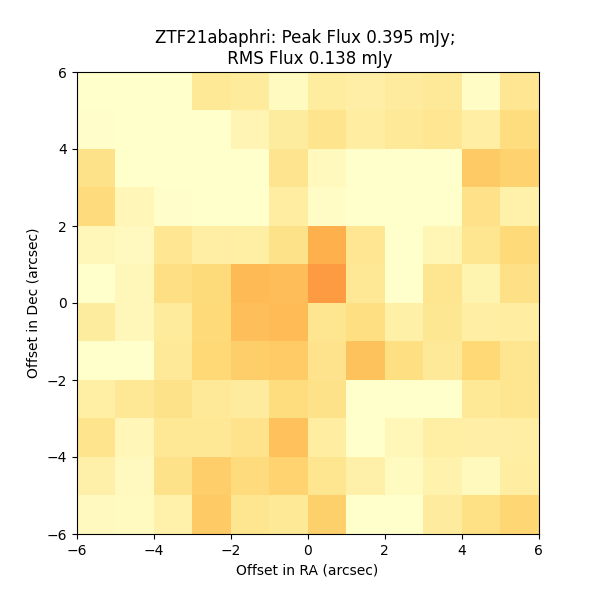 ZTF21abaphri: Peak Flux 0.395 mJy;
RMS Flux 0.138 mJy
6
4
2
0
−2
−4
−6
Offset in Dec (arcsec)
−6 −4 −2 0 2 4 6
Offset in RA (arcsec)